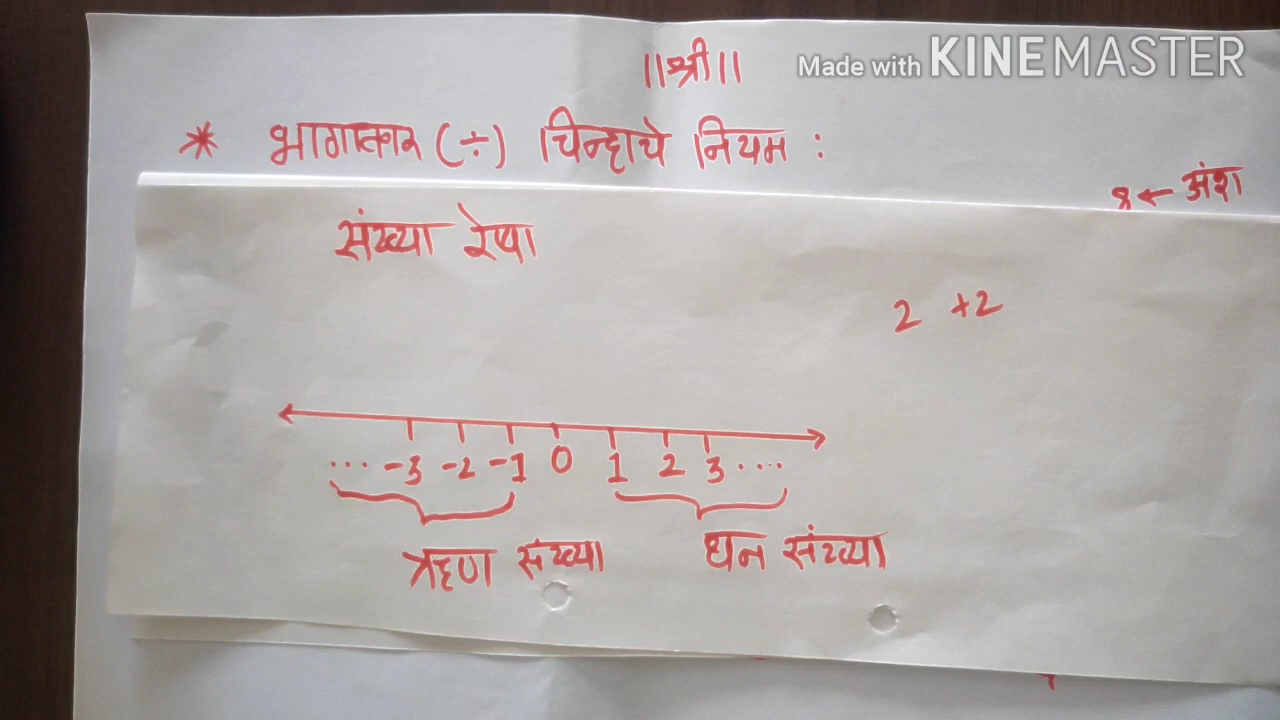 ॥श्री॥
Made with KINEMASTER
* भागाकार (÷) चिन्हाचे नियम :
← अंश
संख्या रेषा
2 +2
... -3 -2 -1 0 1 2 3 ....
ऋण संख्या धन संख्या